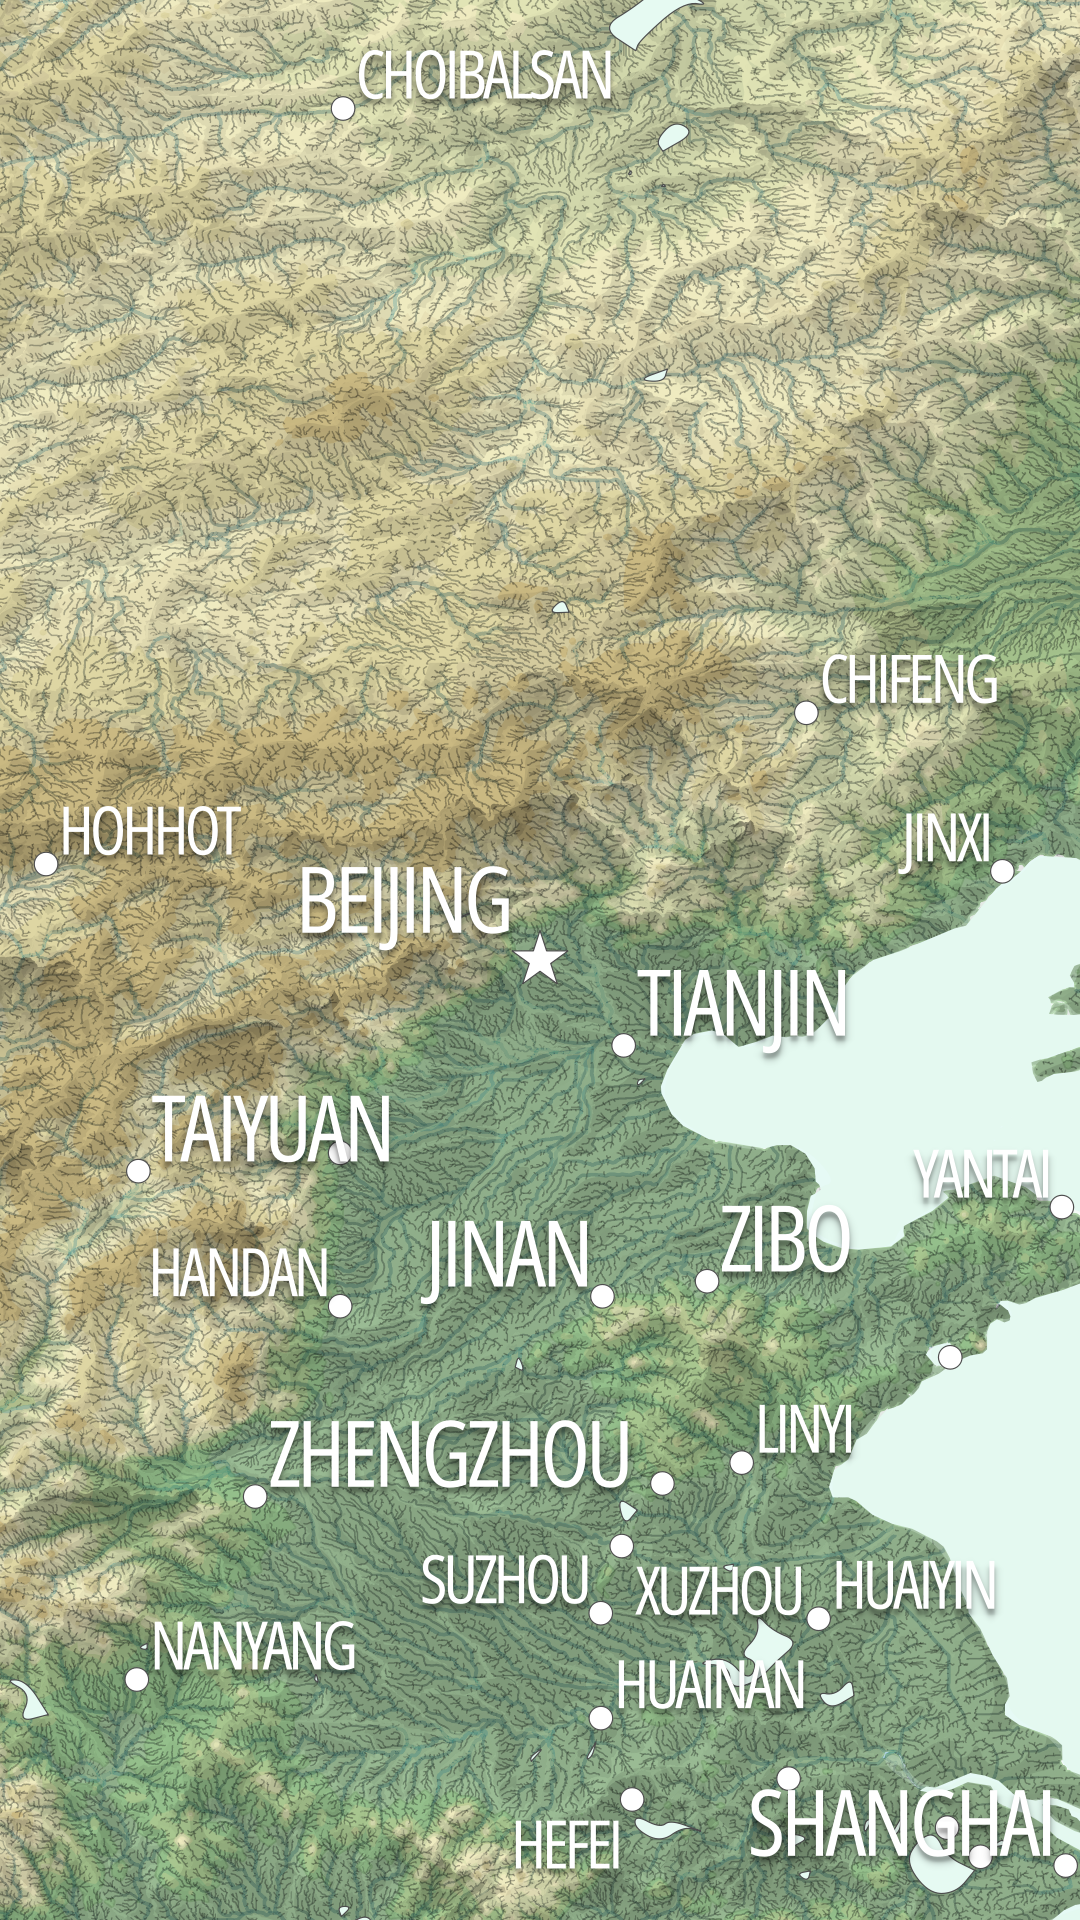 CHOIBALSAN
CHIFENG
HOHHOT
JINXI
BEIJING
TIANJIN
TAIYUAN
YANTAI
ZIBO
JINAN
HANDAN
LINYI
ZHENGZHOU
SUZHOU
XUZHOU
HUAIYIN
NANYANG
HUAINAN
SHANGHAI
HEFEI